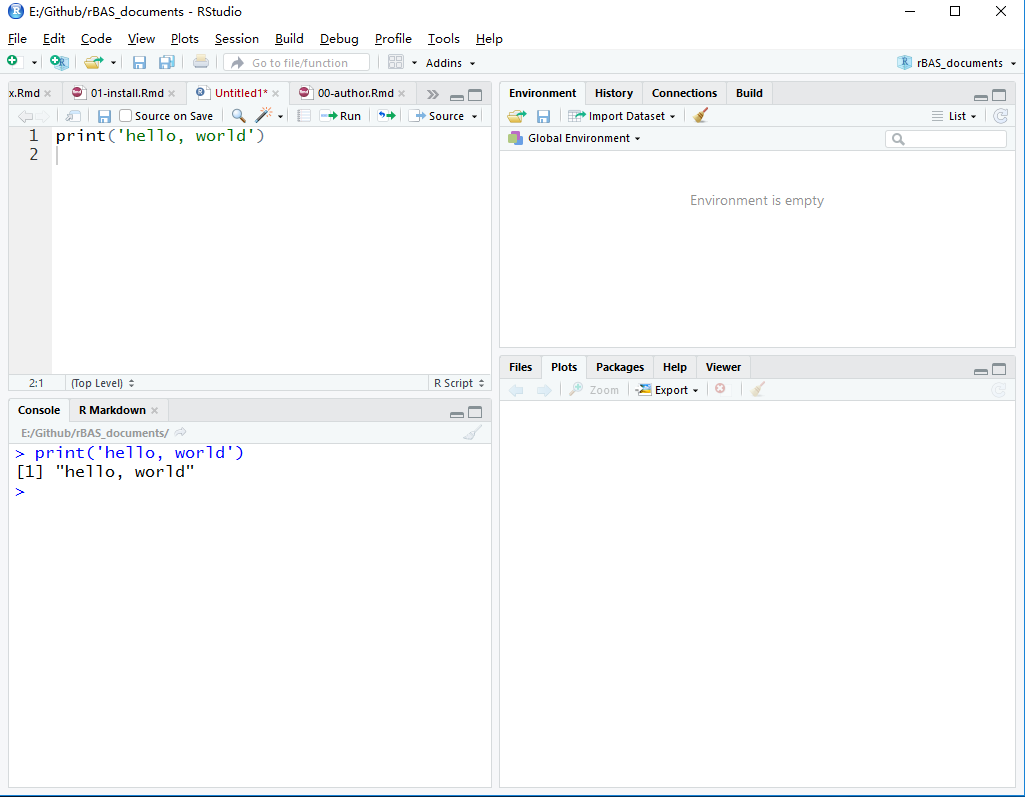 E:/Github/rBAS_documents - RStudio
File Edit Code View Plots Session Build Debug Profile Tools Help
Go to file/function Addins rBAS_documents
x.Rmd 01-install.Rmd Untitled1* 00-author.Rmd
Source on Save Run Source
1 print('hello, world')
2
2:1 (Top Level) R Script
Console R Markdown
E:/Github/rBAS_documents/
> print('hello, world')
[1] "hello, world"
>
Environment History Connections Build
Import Dataset List
Global Environment
Environment is empty
Files Plots Packages Help Viewer
Zoom Export